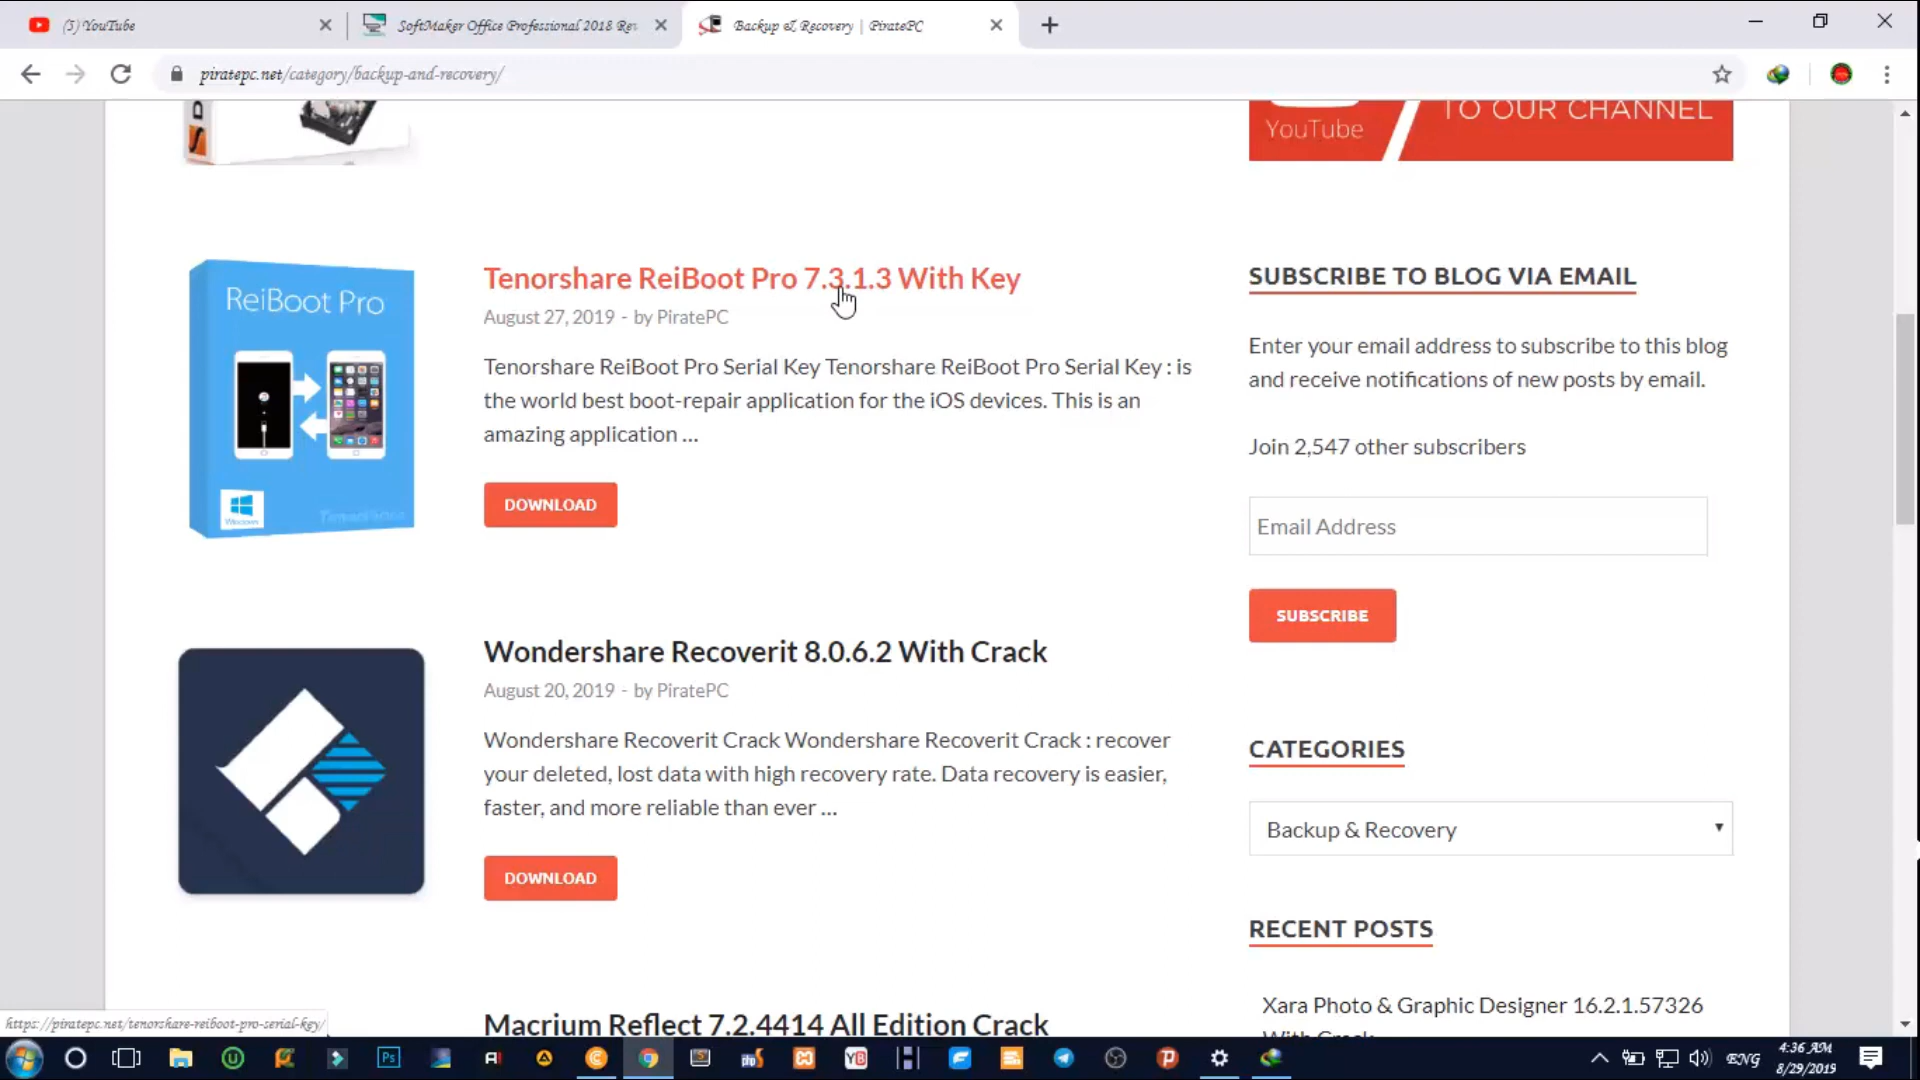 (5) YouTube
SoftMaker Office Professional 2018 Rev
Backup & Recovery | PiratePC
piratepc.net/category/backup-and-recovery/
YouTube
TO OUR CHANNEL
ReiBoot Pro
Windows
Tenorshare ReiBoot Pro 7.3.1.3 With Key
August 27, 2019 - by PiratePC
Tenorshare ReiBoot Pro Serial Key Tenorshare ReiBoot Pro Serial Key : is
the world best boot-repair application for the iOS devices. This is an
amazing application ...
DOWNLOAD
SUBSCRIBE TO BLOG VIA EMAIL
Enter your email address to subscribe to this blog
and receive notifications of new posts by email.
Join 2,547 other subscribers
Email Address
SUBSCRIBE
Wondershare Recoverit 8.0.6.2 With Crack
August 20, 2019 - by PiratePC
Wondershare Recoverit Crack Wondershare Recoverit Crack : recover
your deleted, lost data with high recovery rate. Data recovery is easier,
faster, and more reliable than ever ...
DOWNLOAD
CATEGORIES
Backup & Recovery
RECENT POSTS
Xara Photo & Graphic Designer 16.2.1.57326
With Crack
Macrium Reflect 7.2.4414 All Edition Crack
https://piratepc.net/tenorshare-reiboot-pro-serial-key/
Ps
YB
ENG
4:36 AM
8/29/2019